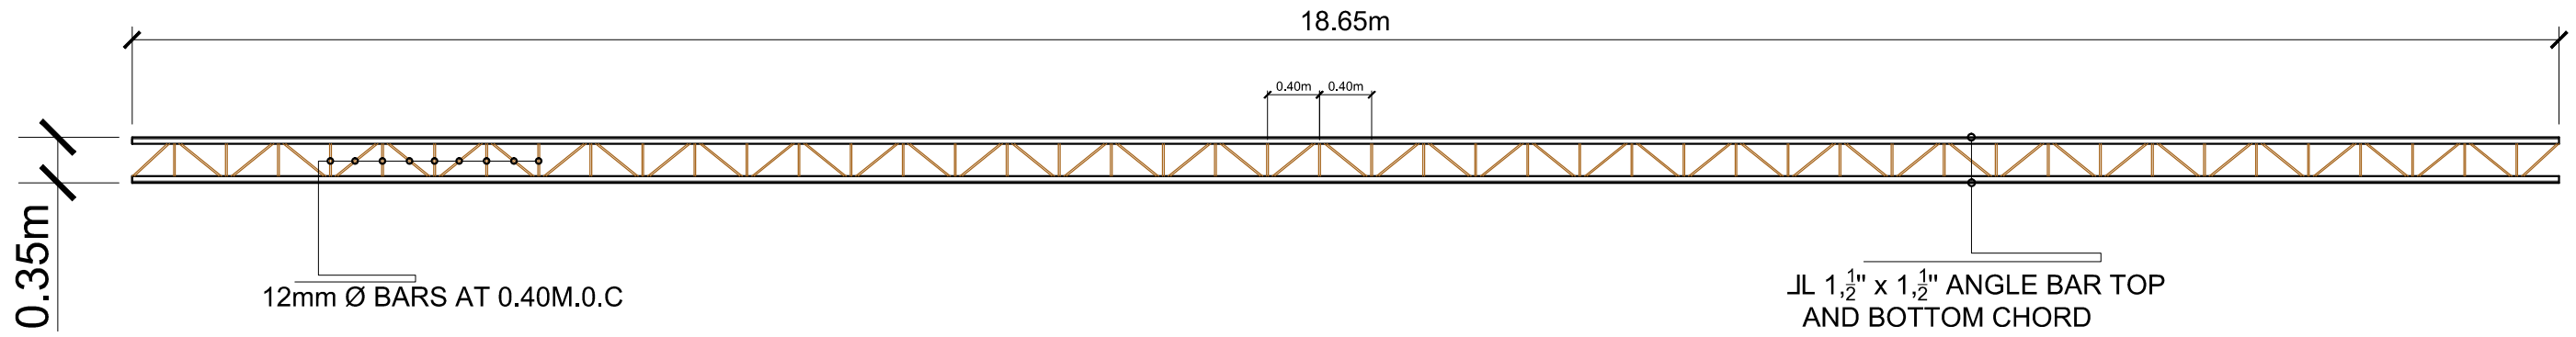 18.65m
0.40m 0.40m
0.35m
12mm Ø BARS AT 0.40M.0.C
⅃L 1,½" x 1,½" ANGLE BAR TOP
AND BOTTOM CHORD